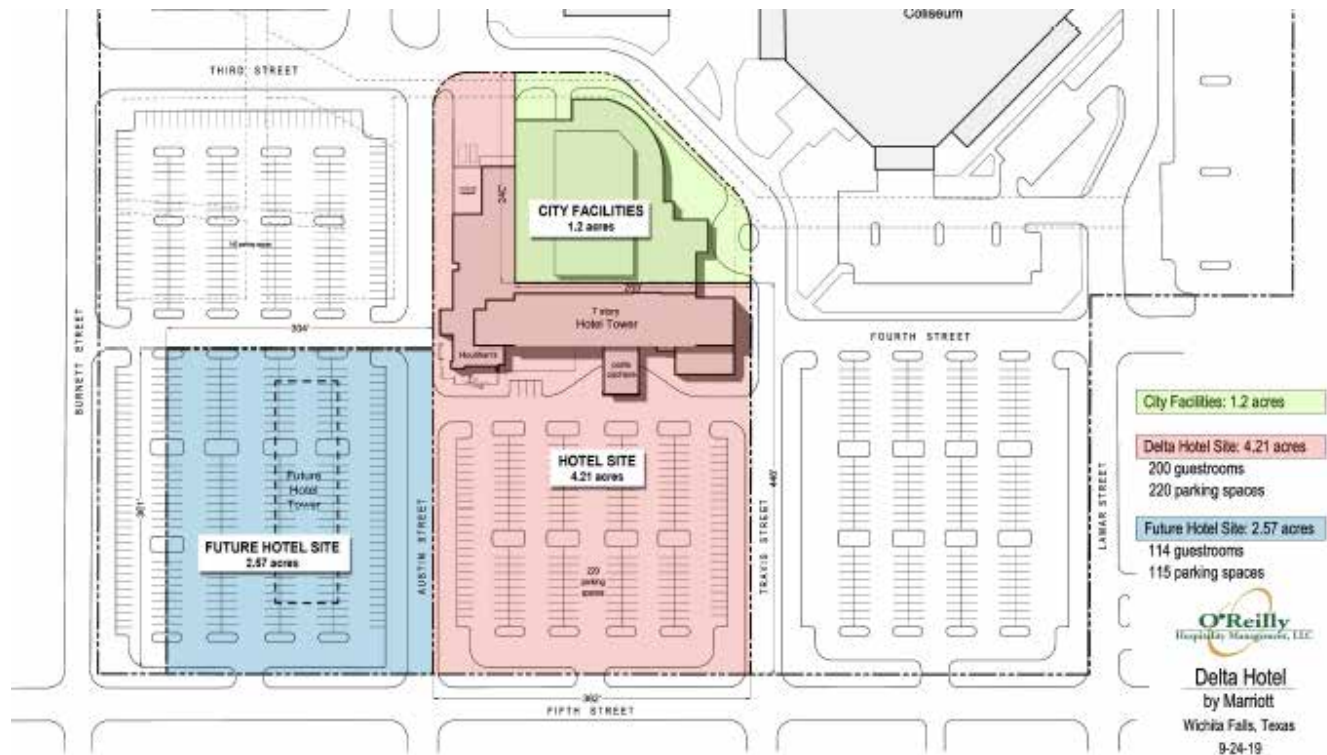 Coliseum
THIRD STREET
CITY FACILITIES
1.2 acres
7 story
Hotel Tower
304'
FOURTH STREET
BURNETT STREET
Future
Hotel
Tower
FUTURE HOTEL SITE
2.57 acres
AUSTIN STREET
HOTEL SITE
4.21 acres
220
parking
spaces
TRAVIS STREET
LAMAR STREET
FIFTH STREET
City Facilities: 1.2 acres
Delta Hotel Site: 4.21 acres
200 guestrooms
220 parking spaces
Future Hotel Site: 2.57 acres
114 guestrooms
115 parking spaces
O'Reilly
Hospitality Management, LLC
Delta Hotel
by Marriott
Wichita Falls, Texas
9-24-19